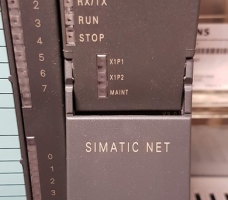 RX/TX
RUN
STOP
2
3
4
5
6
7
X1P1
X1P2
MAINT
NS
SIMATIC NET
0
1
2
3